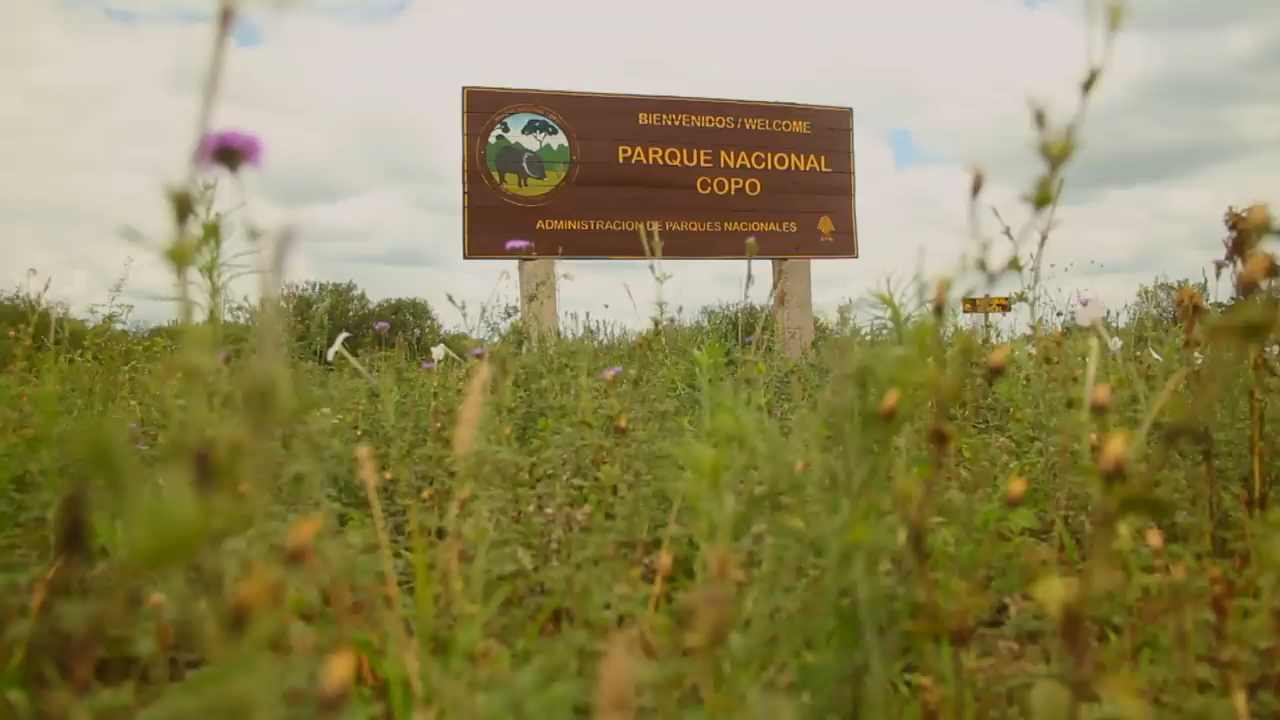 BIENVENIDOS / WELCOME
PARQUE NACIONAL
COPO
ADMINISTRACION DE PARQUES NACIONALES